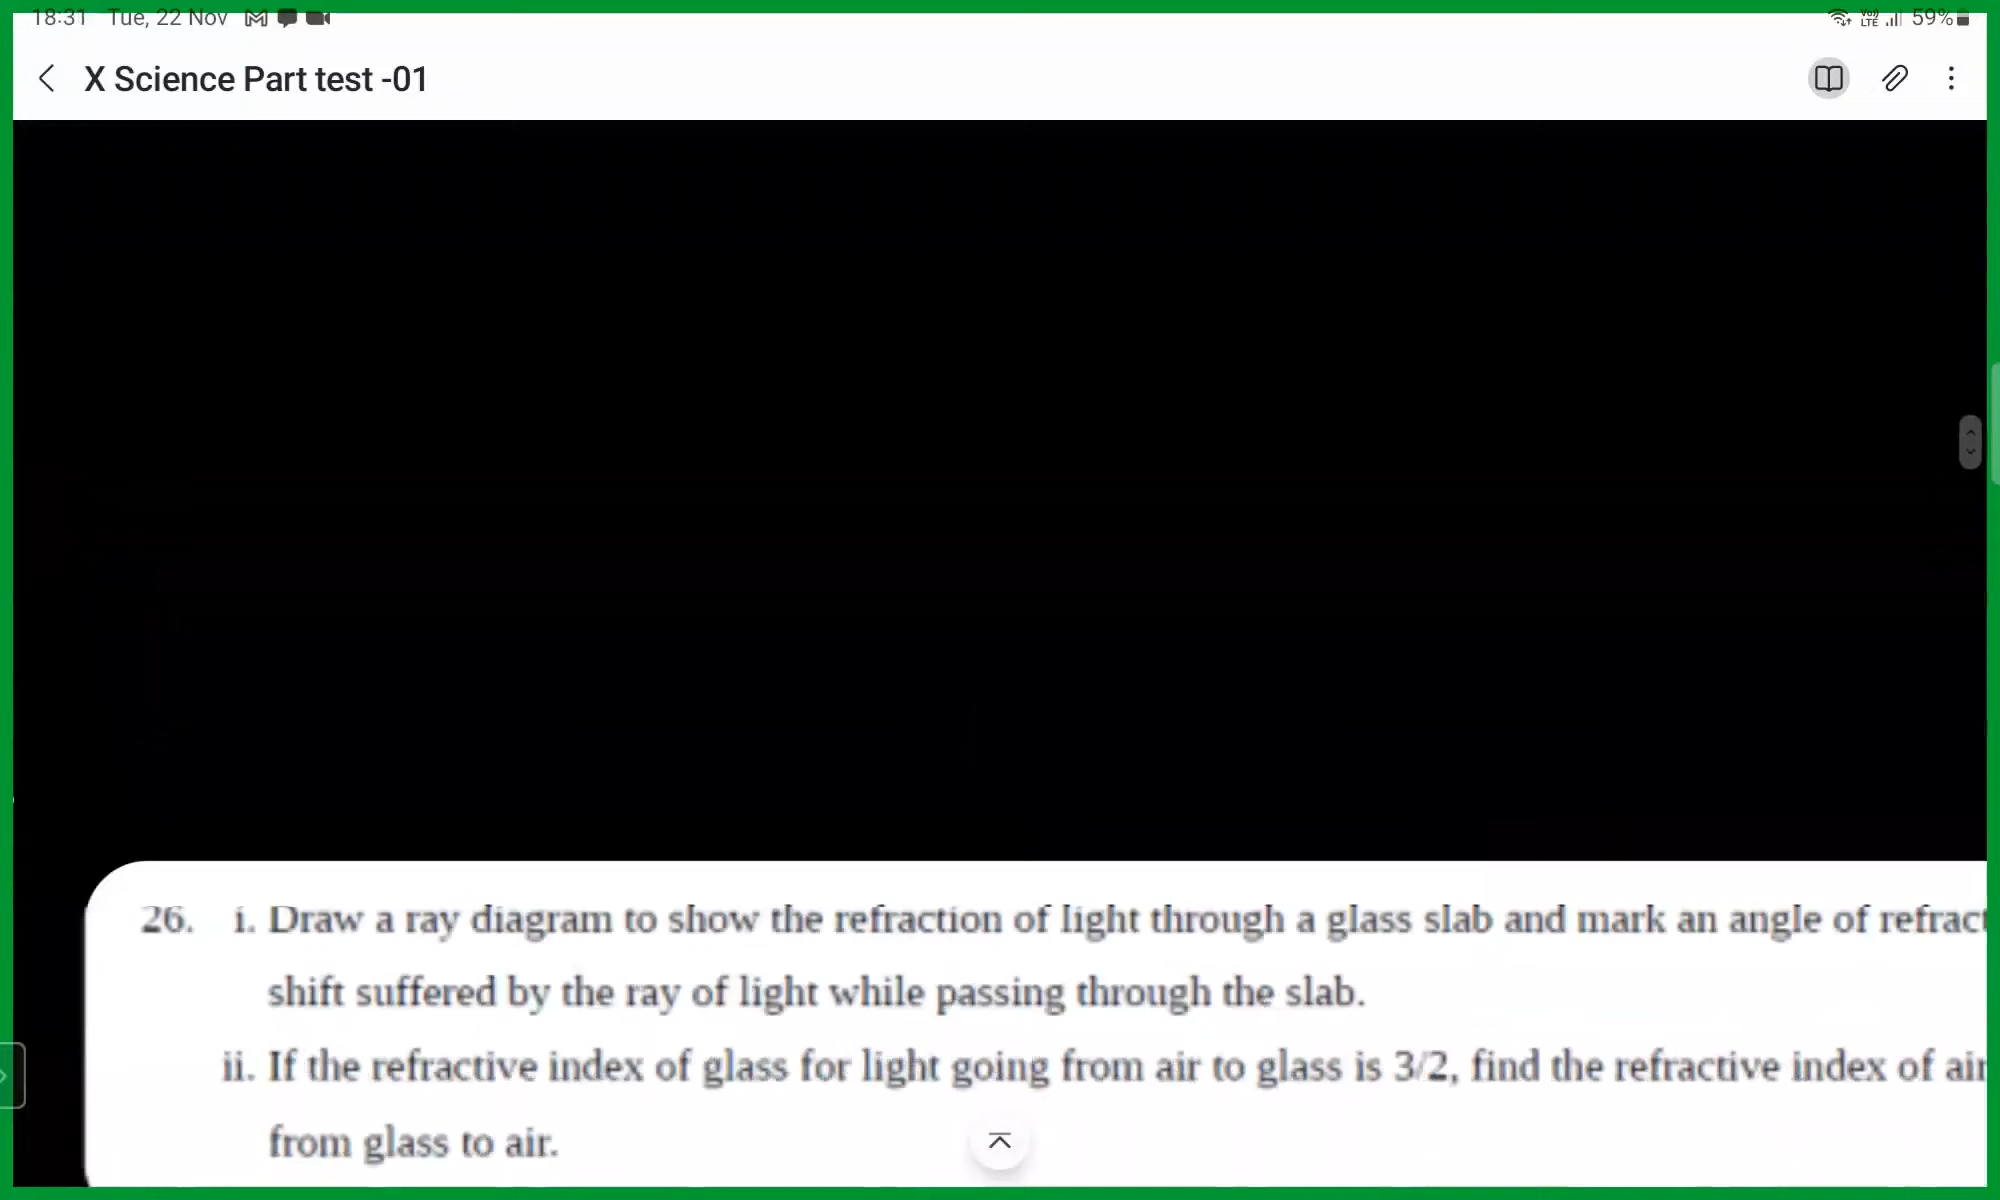 18:31 Tue, 22 Nov
Vo)) LTE 59%
X Science Part test -01
26. i. Draw a ray diagram to show the refraction of light through a glass slab and mark an angle of refract
shift suffered by the ray of light while passing through the slab.
ii. If the refractive index of glass for light going from air to glass is 3/2, find the refractive index of air
from glass to air.